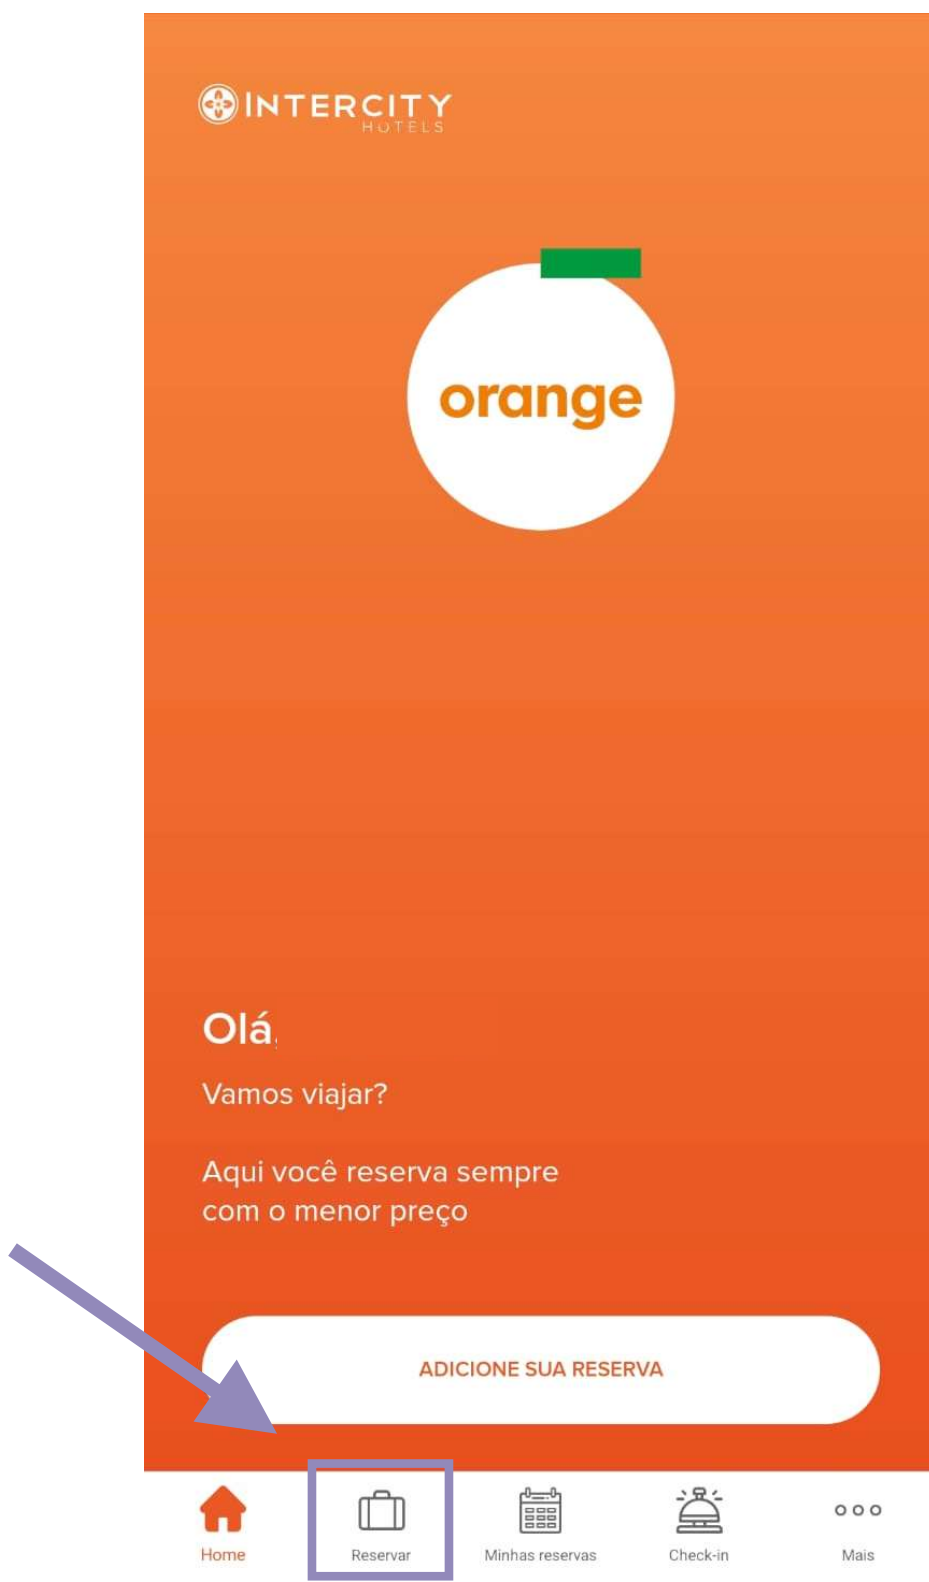 INTERCITY
HOTELS
orange
Olá,
Vamos viajar?
Aqui você reserva sempre
com o menor preço
ADICIONE SUA RESERVA
Home
Reservar
Minhas reservas
Check-in
Mais